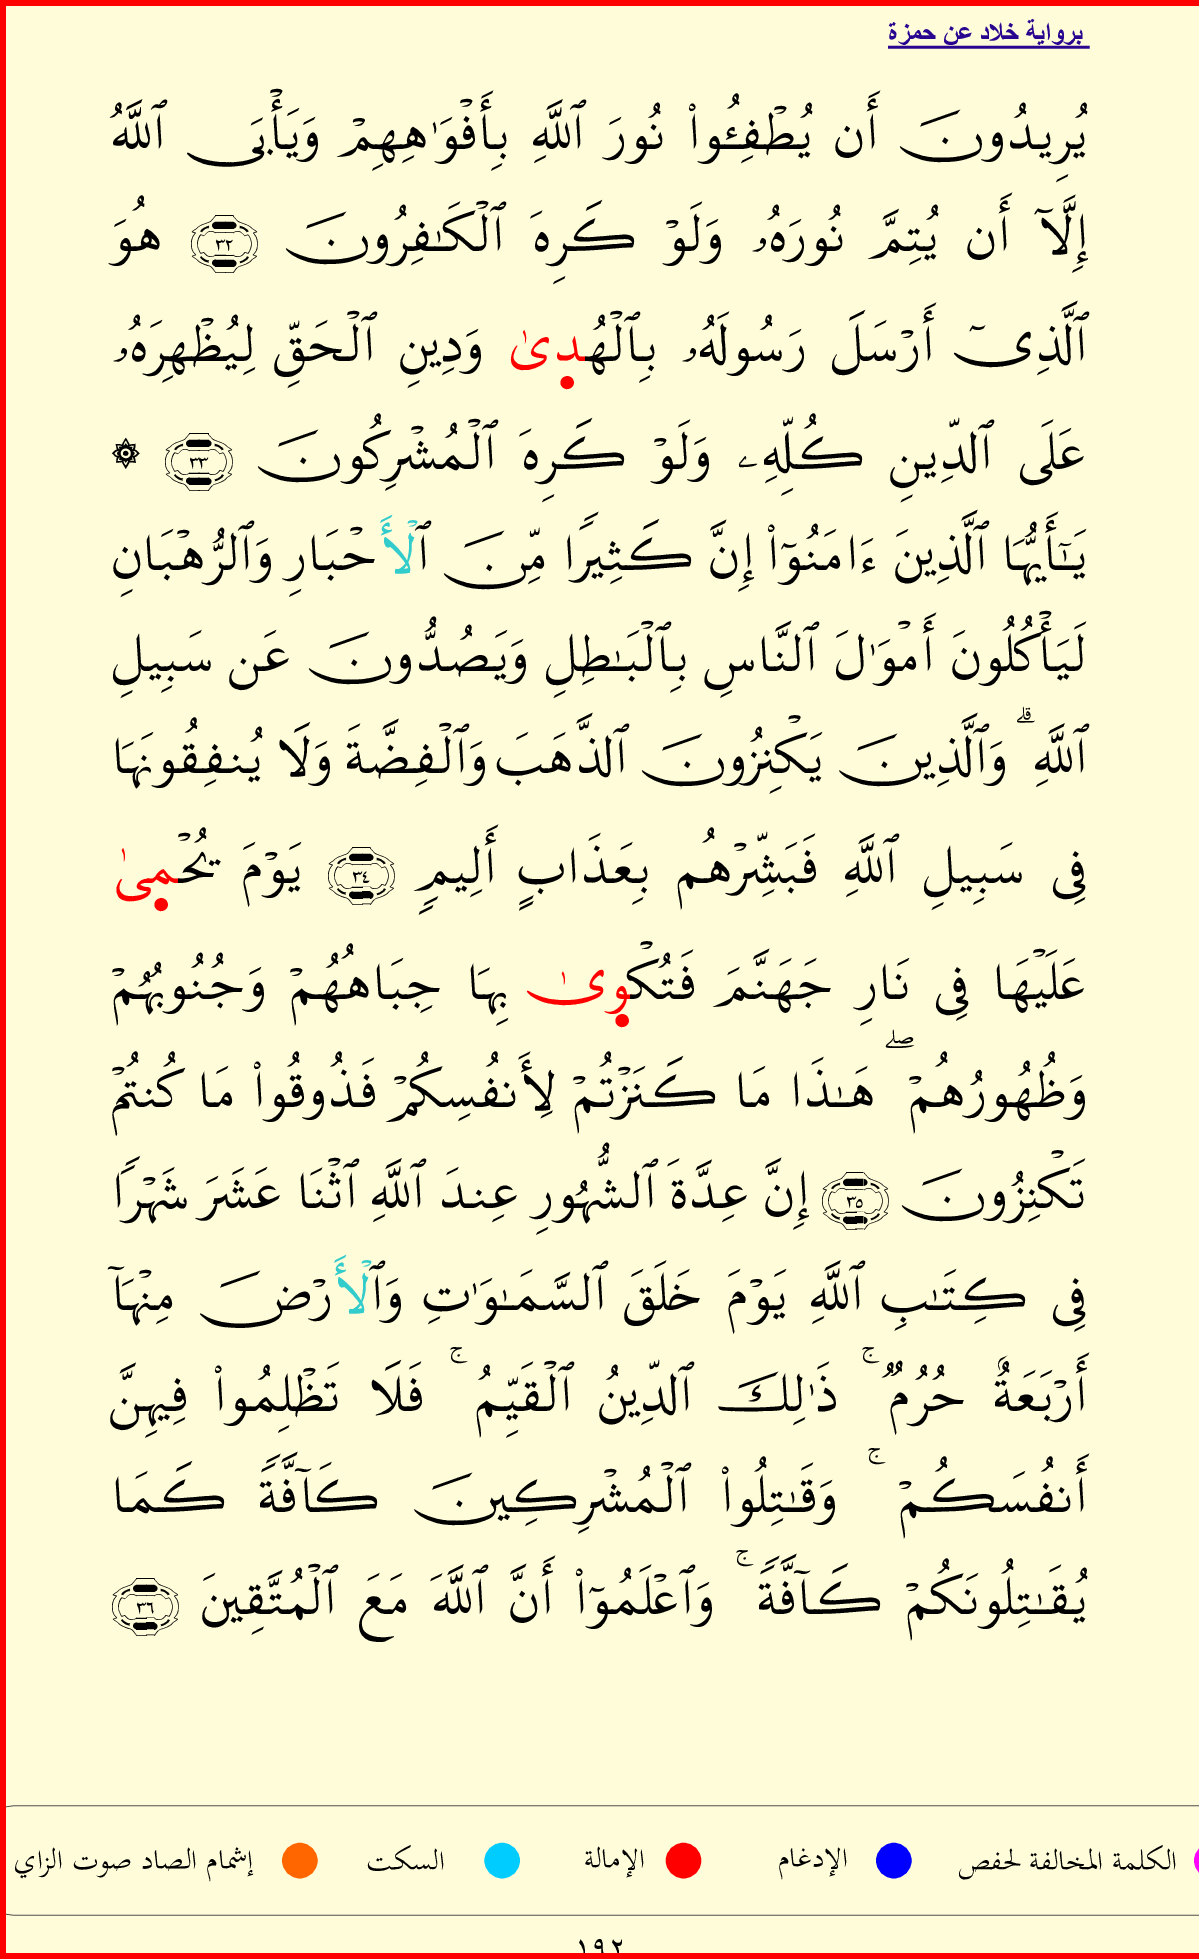 برواية خلاد عن حمزة
يُرِيدُونَ أَن يُطْفِـُٔوا۟ نُورَ ٱللَّهِ بِأَفْوَٰهِهِمْ وَيَأْبَى ٱللَّهُ
إِلَّآ أَن يُتِمَّ نُورَهُۥ وَلَوْ كَرِهَ ٱلْكَـٰفِرُونَ ٣٢ هُوَ
ٱلَّذِىٓ أَرْسَلَ رَسُولَهُۥ بِٱلْهُدىٰ وَدِينِ ٱلْحَقِّ لِيُظْهِرَهُۥ
عَلَى ٱلدِّينِ كُلِّهِۦ وَلَوْ كَرِهَ ٱلْمُشْرِكُونَ ٣٣ ۞
يَـٰٓأَيُّهَا ٱلَّذِينَ ءَامَنُوٓا۟ إِنَّ كَثِيرًا مِّنَ ٱلْأَحْبَارِ وَٱلرُّهْبَانِ
لَيَأْكُلُونَ أَمْوَٰلَ ٱلنَّاسِ بِٱلْبَـٰطِلِ وَيَصُدُّونَ عَن سَبِيلِ
ٱللَّهِ ۗ وَٱلَّذِينَ يَكْنِزُونَ ٱلذَّهَبَ وَٱلْفِضَّةَ وَلَا يُنفِقُونَهَا
فِى سَبِيلِ ٱللَّهِ فَبَشِّرْهُم بِعَذَابٍ أَلِيمٍ ٣٤ يَوْمَ يُحْمىٰ
عَلَيْهَا فِى نَارِ جَهَنَّمَ فَتُكْوىٰ بِهَا جِبَاهُهُمْ وَجُنُوبُهُمْ
وَظُهُورُهُمْ ۖ هَـٰذَا مَا كَنَزْتُمْ لِأَنفُسِكُمْ فَذُوقُوا۟ مَا كُنتُمْ
تَكْنِزُونَ ٣٥ إِنَّ عِدَّةَ ٱلشُّهُورِ عِندَ ٱللَّهِ ٱثْنَا عَشَرَ شَهْرًا
فِى كِتَـٰبِ ٱللَّهِ يَوْمَ خَلَقَ ٱلسَّمَـٰوَٰتِ وَٱلْأَرْضَ مِنْهَآ
أَرْبَعَةٌ حُرُمٌ ۚ ذَٰلِكَ ٱلدِّينُ ٱلْقَيِّمُ ۚ فَلَا تَظْلِمُوا۟ فِيهِنَّ
أَنفُسَكُمْ ۚ وَقَـٰتِلُوا۟ ٱلْمُشْرِكِينَ كَآفَّةً كَمَا
يُقَـٰتِلُونَكُمْ كَآفَّةً ۚ وَٱعْلَمُوٓا۟ أَنَّ ٱللَّهَ مَعَ ٱلْمُتَّقِينَ ٣٦
الكلمة المخالفة لحفص الإدغام الإمالة السكت إشمام الصاد صوت الزاي
١٩٢